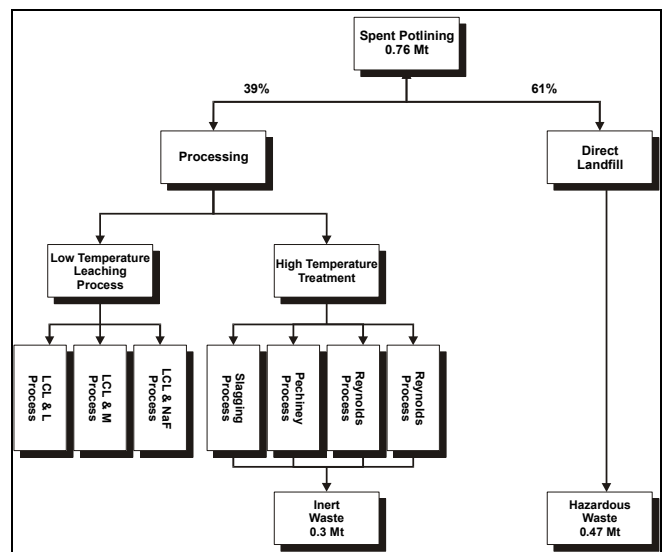 Spent Potlining
0.76 Mt
39%
61%
Processing
Direct
Landfill
Low Temperature
Leaching
Process
High Temperature
Treatment
LCL & L
Process
LCL & M
Process
LCL & NaF
Process
Slagging
Process
Pechiney
Process
Reynolds
Process
Reynolds
Process
Inert
Waste
0.3 Mt
Hazardous
Waste
0.47 Mt